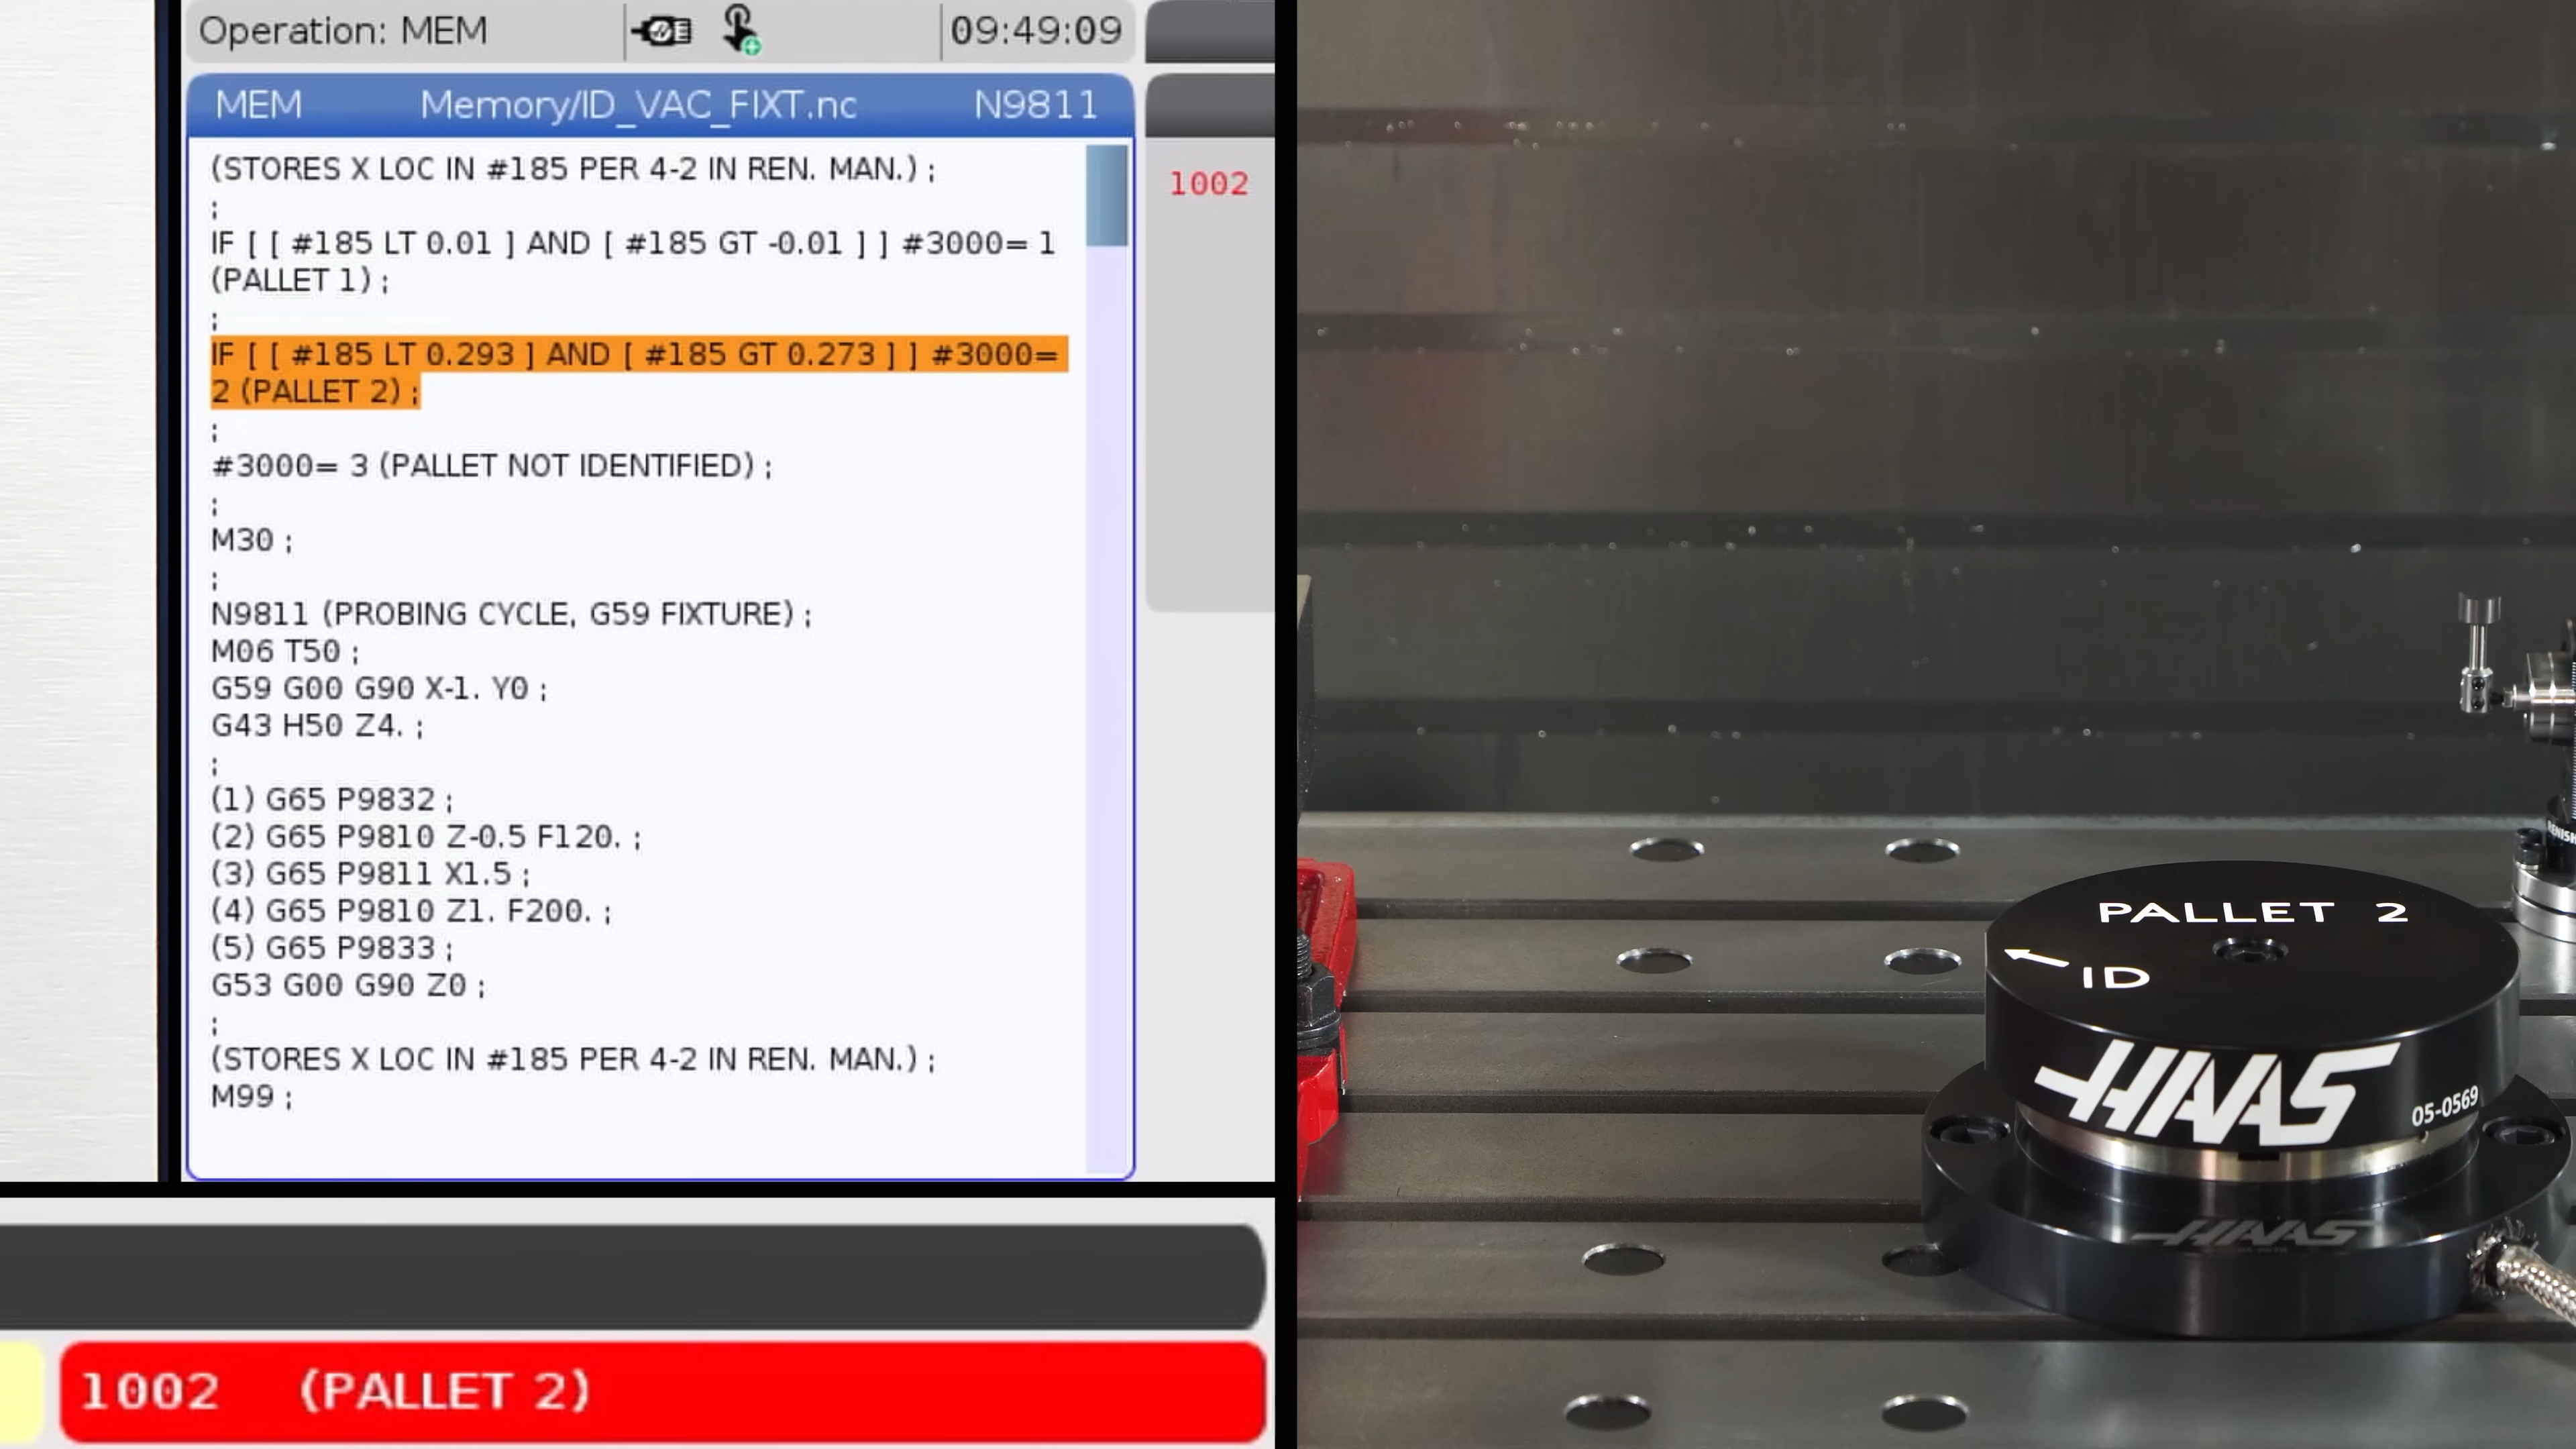 Operation: MEM
09:49:09
MEM Memory/ID_VAC_FIXT.nc N9811
(STORES X LOC IN #185 PER 4-2 IN REN. MAN.) ;
;
IF [ [ #185 LT 0.01 ] AND [ #185 GT -0.01 ] ] #3000= 1
(PALLET 1) ;
;
IF [ [ #185 LT 0.293 ] AND [ #185 GT 0.273 ] ] #3000=
2 (PALLET 2) ;
;
#3000= 3 (PALLET NOT IDENTIFIED) ;
;
M30 ;
;
N9811 (PROBING CYCLE, G59 FIXTURE) ;
M06 T50 ;
G59 G00 G90 X-1. Y0 ;
G43 H50 Z4. ;
;
(1) G65 P9832 ;
(2) G65 P9810 Z-0.5 F120. ;
(3) G65 P9811 X1.5 ;
(4) G65 P9810 Z1. F200. ;
(5) G65 P9833 ;
G53 G00 G90 Z0 ;
;
(STORES X LOC IN #185 PER 4-2 IN REN. MAN.) ;
M99 ;
1002
1002 (PALLET 2)
PALLET 2
ID
HAAS
05-0569
HAAS